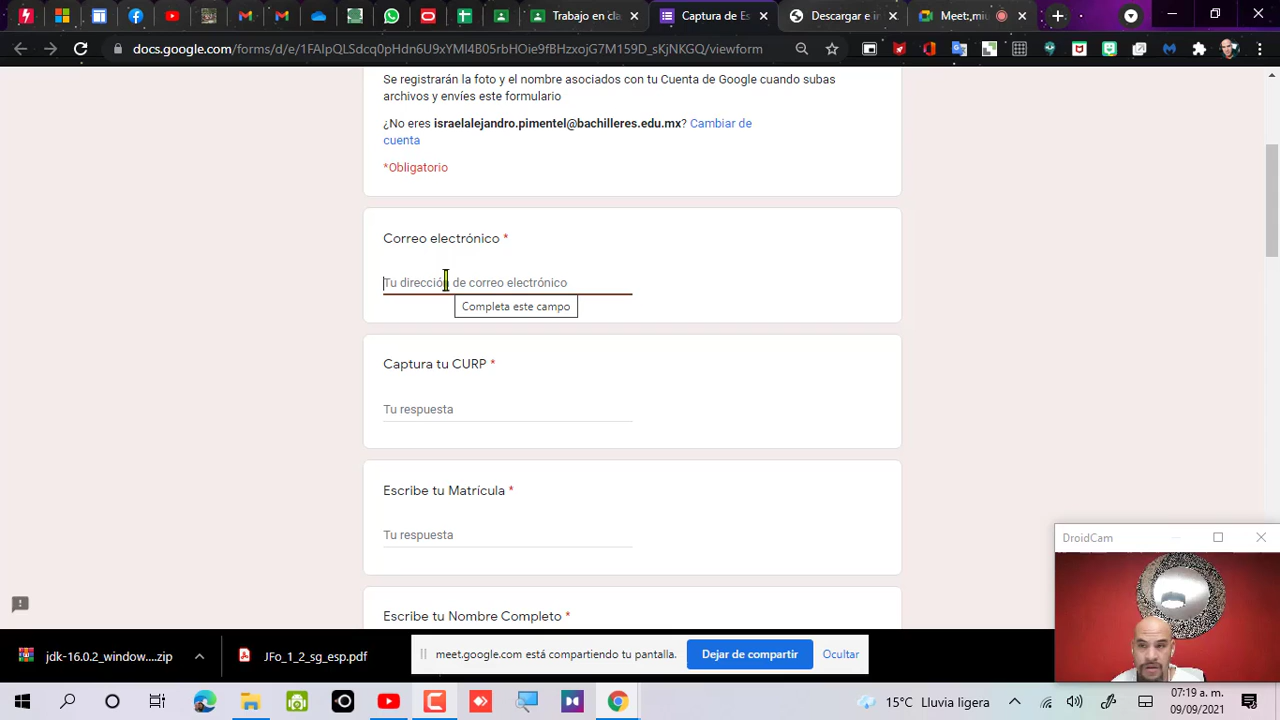 Trabajo en cla
Captura de Es
Descargar e in
Meet:
docs.google.com/forms/d/e/1FAIpQLSdcq0pHdn6U9xYMI4B05rbHOie9fBHzxojG7M159D_sKjNKGQ/viewform
Se registrarán la foto y el nombre asociados con tu Cuenta de Google cuando subas
archivos y envíes este formulario
¿No eres israelalejandro.pimentel@bachilleres.edu.mx? Cambiar de
cuenta
*Obligatorio
Correo electrónico *
Tu dirección de correo electrónico
Completa este campo
Captura tu CURP *
Tu respuesta
Escribe tu Matrícula *
Tu respuesta
Escribe tu Nombre Completo *
DroidCam
jdk-16.0.2_window....zip
JFo_1_2_sg_esp.pdf
meet.google.com está compartiendo tu pantalla.
Dejar de compartir
Ocultar
15°C Lluvia ligera
07:19 a. m.
09/09/2021